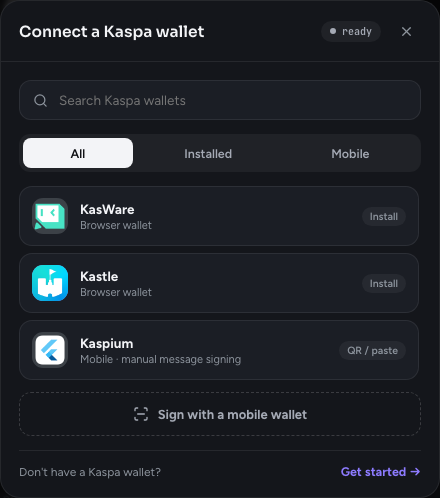 Connect a Kaspa wallet
ready
Search Kaspa wallets
All
Installed
Mobile
KasWare
Browser wallet
Install
Kastle
Browser wallet
Install
Kaspium
Mobile · manual message signing
QR / paste
Sign with a mobile wallet
Don't have a Kaspa wallet?
Get started →